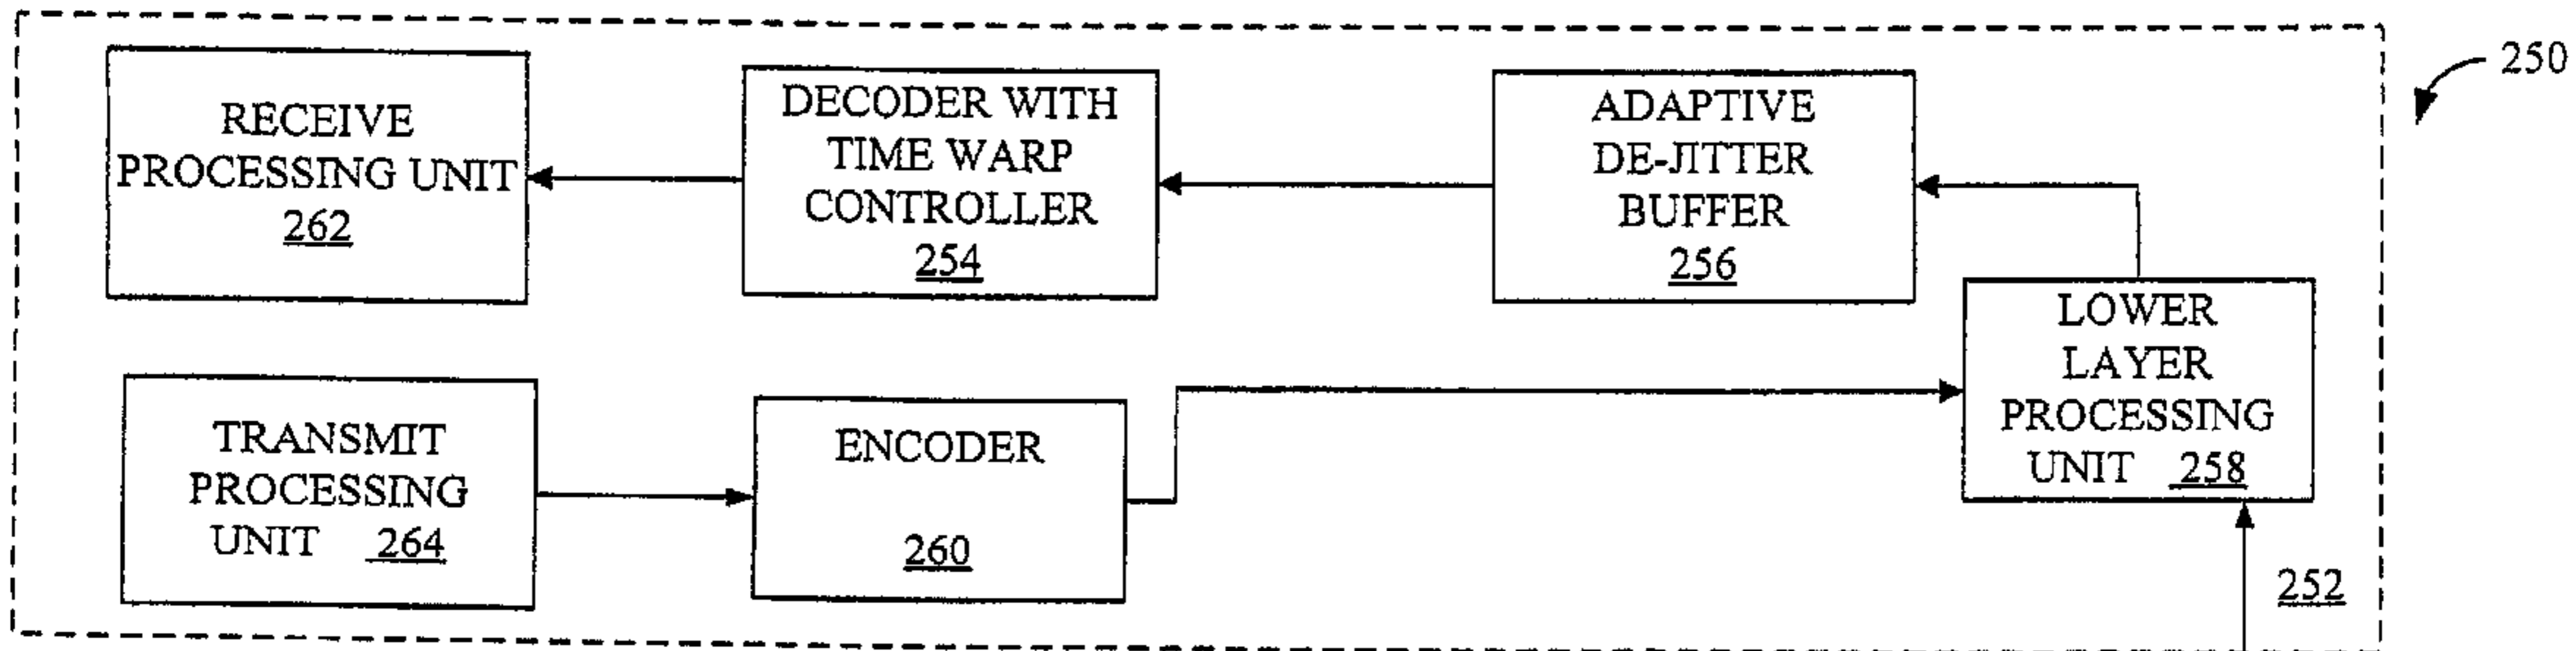 250
RECEIVE
PROCESSING UNIT
262
DECODER WITH
TIME WARP
CONTROLLER
254
ADAPTIVE
DE-JITTER
BUFFER
256
LOWER
LAYER
PROCESSING
UNIT 258
TRANSMIT
PROCESSING
UNIT 264
ENCODER
260
252